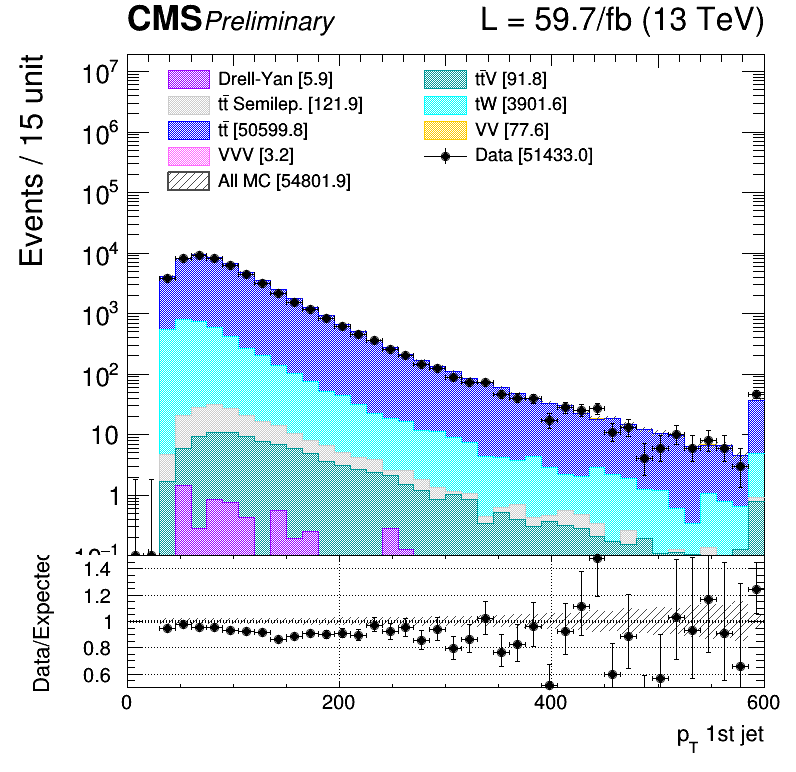 CMS Preliminary L = 59.7/fb (13 TeV)
Events / 15 unit
10⁷
10⁶
10⁵
10⁴
10³
10²
10
1
10⁻¹
Drell-Yan [5.9]
tt̄ Semilep. [121.9]
tt̄ [50599.8]
VVV [3.2]
All MC [54801.9]
tt̄V [91.8]
tW [3901.6]
VV [77.6]
Data [51433.0]
Data/Expected
1.4
1.2
1
0.8
0.6
0 200 400 600
p_T 1st jet